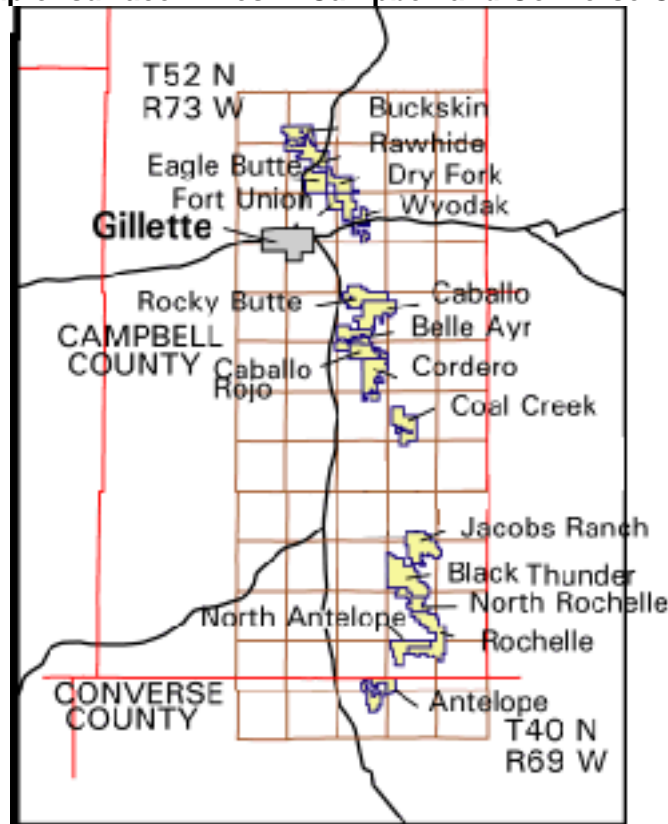 T52 N
R73 W
Buckskin
Rawhide
Eagle Butte
Dry Fork
Fort Union
Wyodak
Gillette
Rocky Butte
Caballo
CAMPBELL
COUNTY
Belle Ayr
Caballo
Rojo
Cordero
Coal Creek
Jacobs Ranch
Black Thunder
North Rochelle
North Antelope
Rochelle
CONVERSE
COUNTY
Antelope
T40 N
R69 W